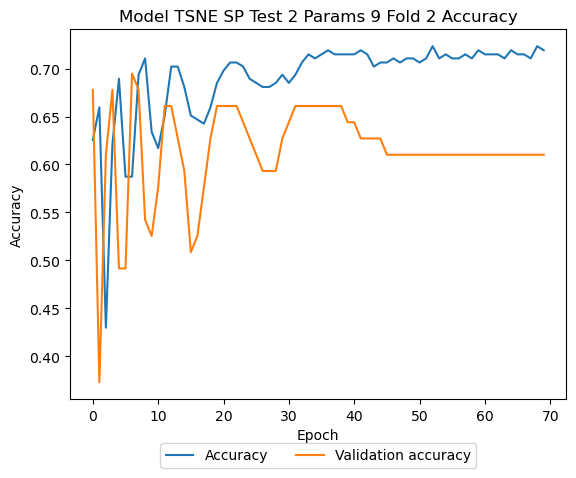 Model TSNE SP Test 2 Params 9 Fold 2 Accuracy
Accuracy
0.70
0.65
0.60
0.55
0.50
0.45
0.40
0 10 20 30 40 50 60 70
Epoch
Accuracy Validation accuracy